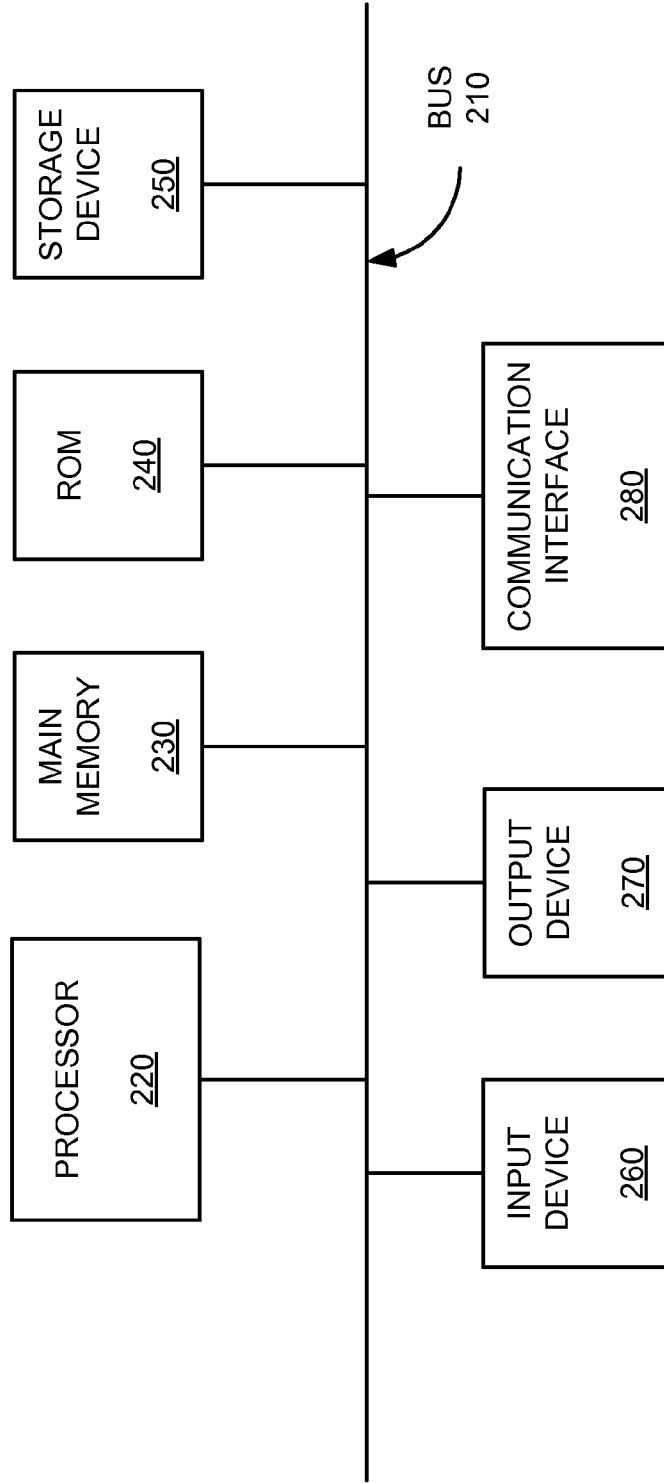 PROCESSOR
220
MAIN
MEMORY
230
ROM
240
STORAGE
DEVICE
250
BUS
210
INPUT
DEVICE
260
OUTPUT
DEVICE
270
COMMUNICATION
INTERFACE
280